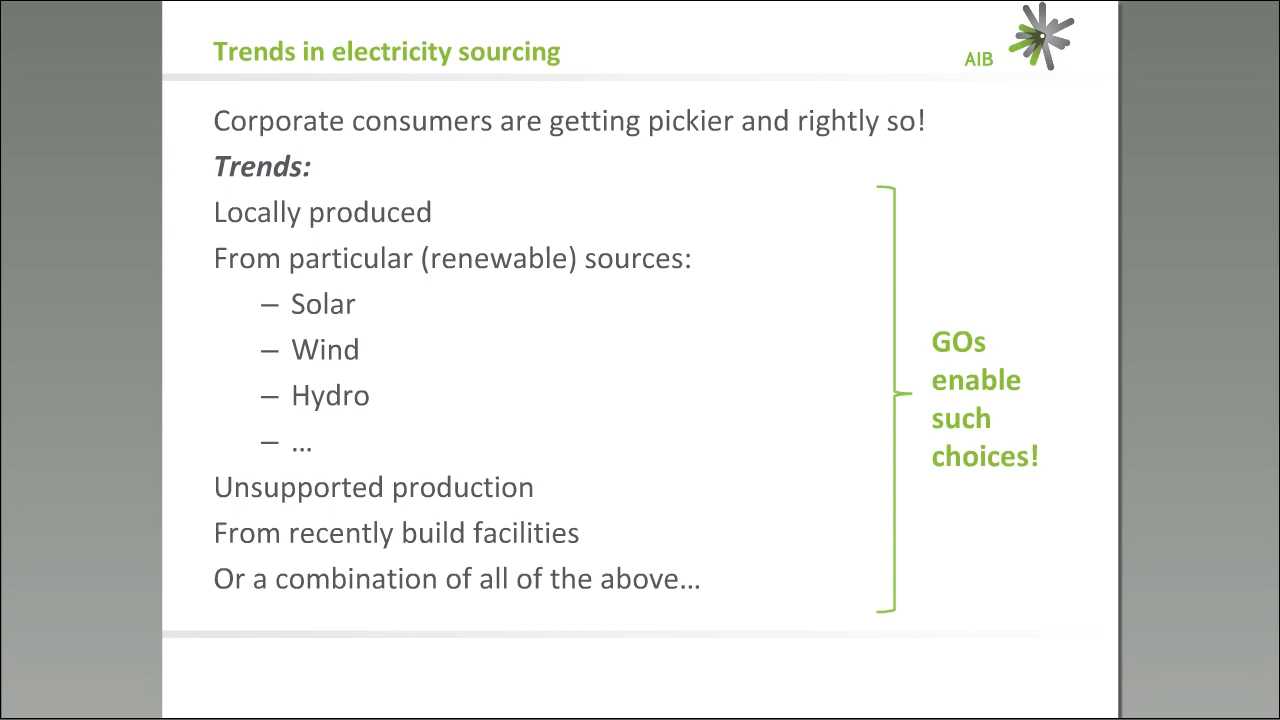 Trends in electricity sourcing
AIB
Corporate consumers are getting pickier and rightly so!
Trends:
Locally produced
From particular (renewable) sources:
– Solar
– Wind
– Hydro
– …
Unsupported production
From recently build facilities
Or a combination of all of the above…
GOs
enable
such
choices!